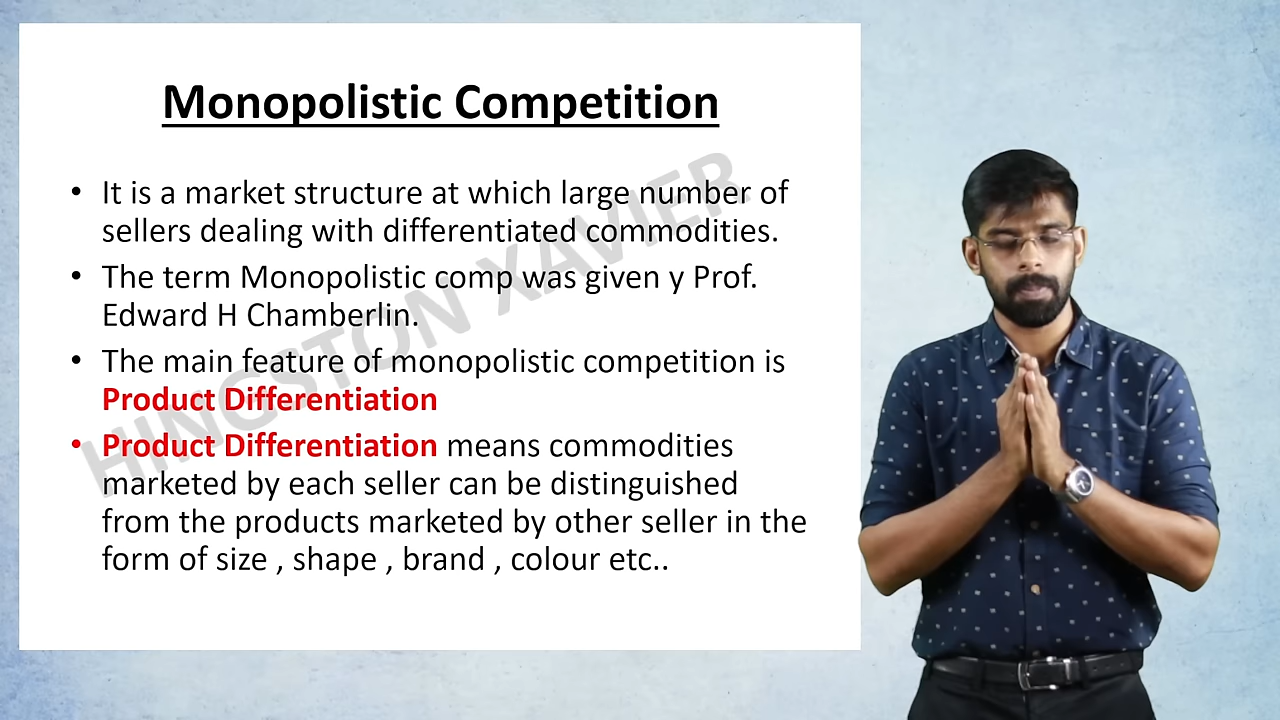 Monopolistic Competition
• It is a market structure at which large number of
sellers dealing with differentiated commodities.
• The term Monopolistic comp was given y Prof.
Edward H Chamberlin.
• The main feature of monopolistic competition is
Product Differentiation
• Product Differentiation means commodities
marketed by each seller can be distinguished
from the products marketed by other seller in the
form of size , shape , brand , colour etc..
HINGSTON XAVIER